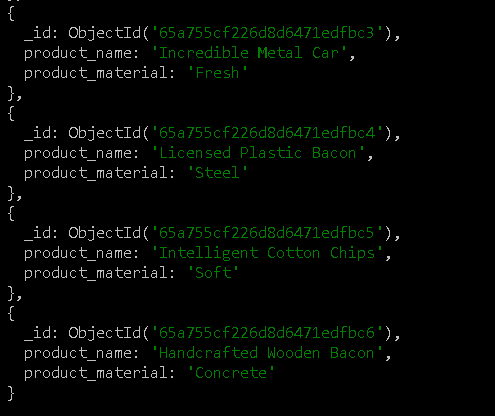 {
  _id: ObjectId('65a755cf226d8d6471edfbc3'),
  product_name: 'Incredible Metal Car',
  product_material: 'Fresh'
},
{
  _id: ObjectId('65a755cf226d8d6471edfbc4'),
  product_name: 'Licensed Plastic Bacon',
  product_material: 'Steel'
},
{
  _id: ObjectId('65a755cf226d8d6471edfbc5'),
  product_name: 'Intelligent Cotton Chips',
  product_material: 'Soft'
},
{
  _id: ObjectId('65a755cf226d8d6471edfbc6'),
  product_name: 'Handcrafted Wooden Bacon',
  product_material: 'Concrete'
}